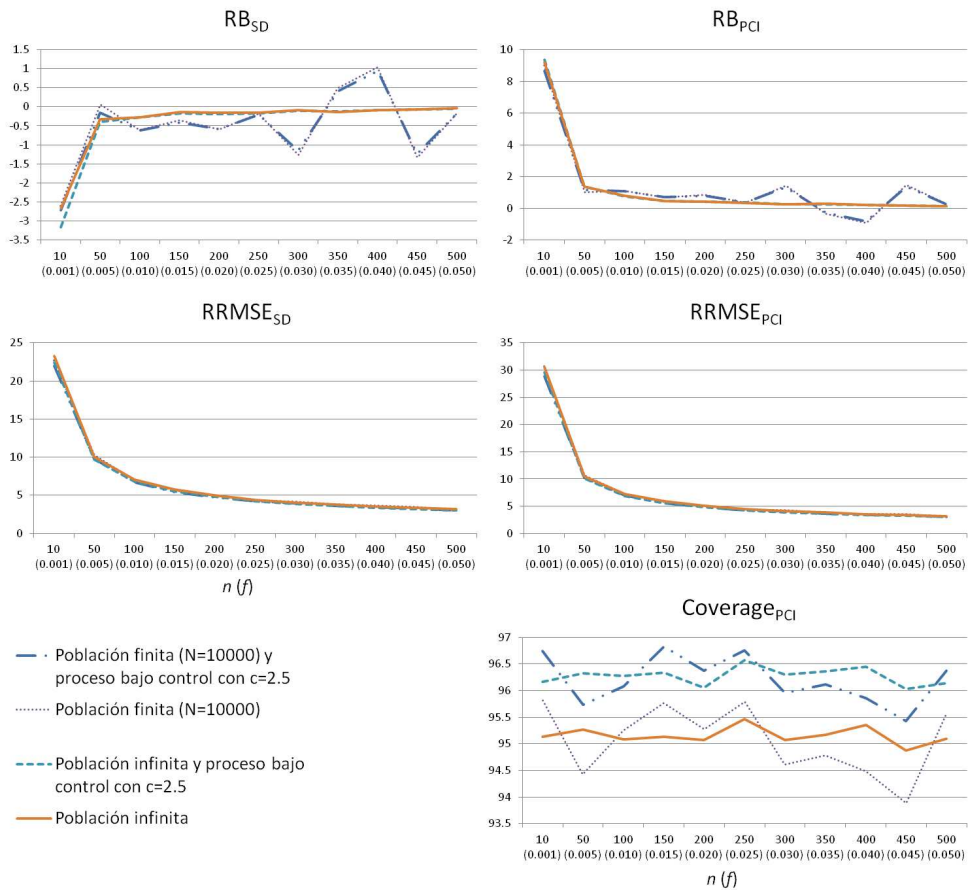 RB_SD
1.5
1
0.5
0
-0.5
-1
-1.5
-2
-2.5
-3
-3.5
10 50 100 150 200 250 300 350 400 450 500
(0.001) (0.005) (0.010) (0.015) (0.020) (0.025) (0.030) (0.035) (0.040) (0.045) (0.050)
RB_PCI
10
8
6
4
2
0
-2
10 50 100 150 200 250 300 350 400 450 500
(0.001) (0.005) (0.010) (0.015) (0.020) (0.025) (0.030) (0.035) (0.040) (0.045) (0.050)
RRMSE_SD
25
20
15
10
5
0
10 50 100 150 200 250 300 350 400 450 500
(0.001) (0.005) (0.010) (0.015) (0.020) (0.025) (0.030) (0.035) (0.040) (0.045) (0.050)
n (f)
RRMSE_PCI
35
30
25
20
15
10
5
0
10 50 100 150 200 250 300 350 400 450 500
(0.001) (0.005) (0.010) (0.015) (0.020) (0.025) (0.030) (0.035) (0.040) (0.045) (0.050)
Población finita (N=10000) y
proceso bajo control con c=2.5
Población finita (N=10000)
Población infinita y proceso bajo
control con c=2.5
Población infinita
Coverage_PCI
97
96.5
96
95.5
95
94.5
94
93.5
10 50 100 150 200 250 300 350 400 450 500
(0.001) (0.005) (0.010) (0.015) (0.020) (0.025) (0.030) (0.035) (0.040) (0.045) (0.050)
n (f)